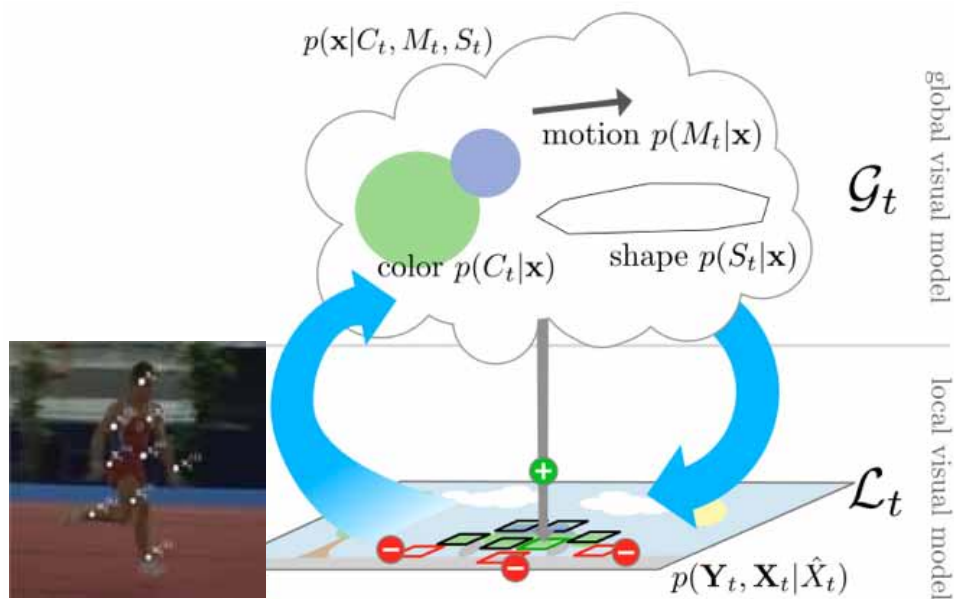 p(x|C_t, M_t, S_t)
motion p(M_t|x)
shape p(S_t|x)
color p(C_t|x)
G_t
global visual model
local visual model
L_t
+
−
−
−
p(Y_t, X_t|X̂_t)